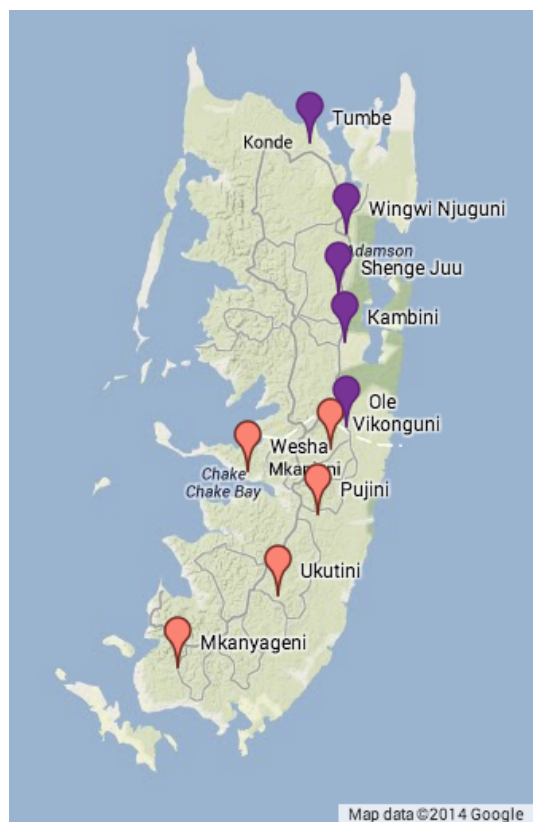 Tumbe
Konde
Wingwi Njuguni
Adamson
Shenge Juu
Kambini
Ole
Vikonguni
Wesha
Chake
Chake Bay
Pujini
Ukutini
Mkanyageni
Map data ©2014 Google